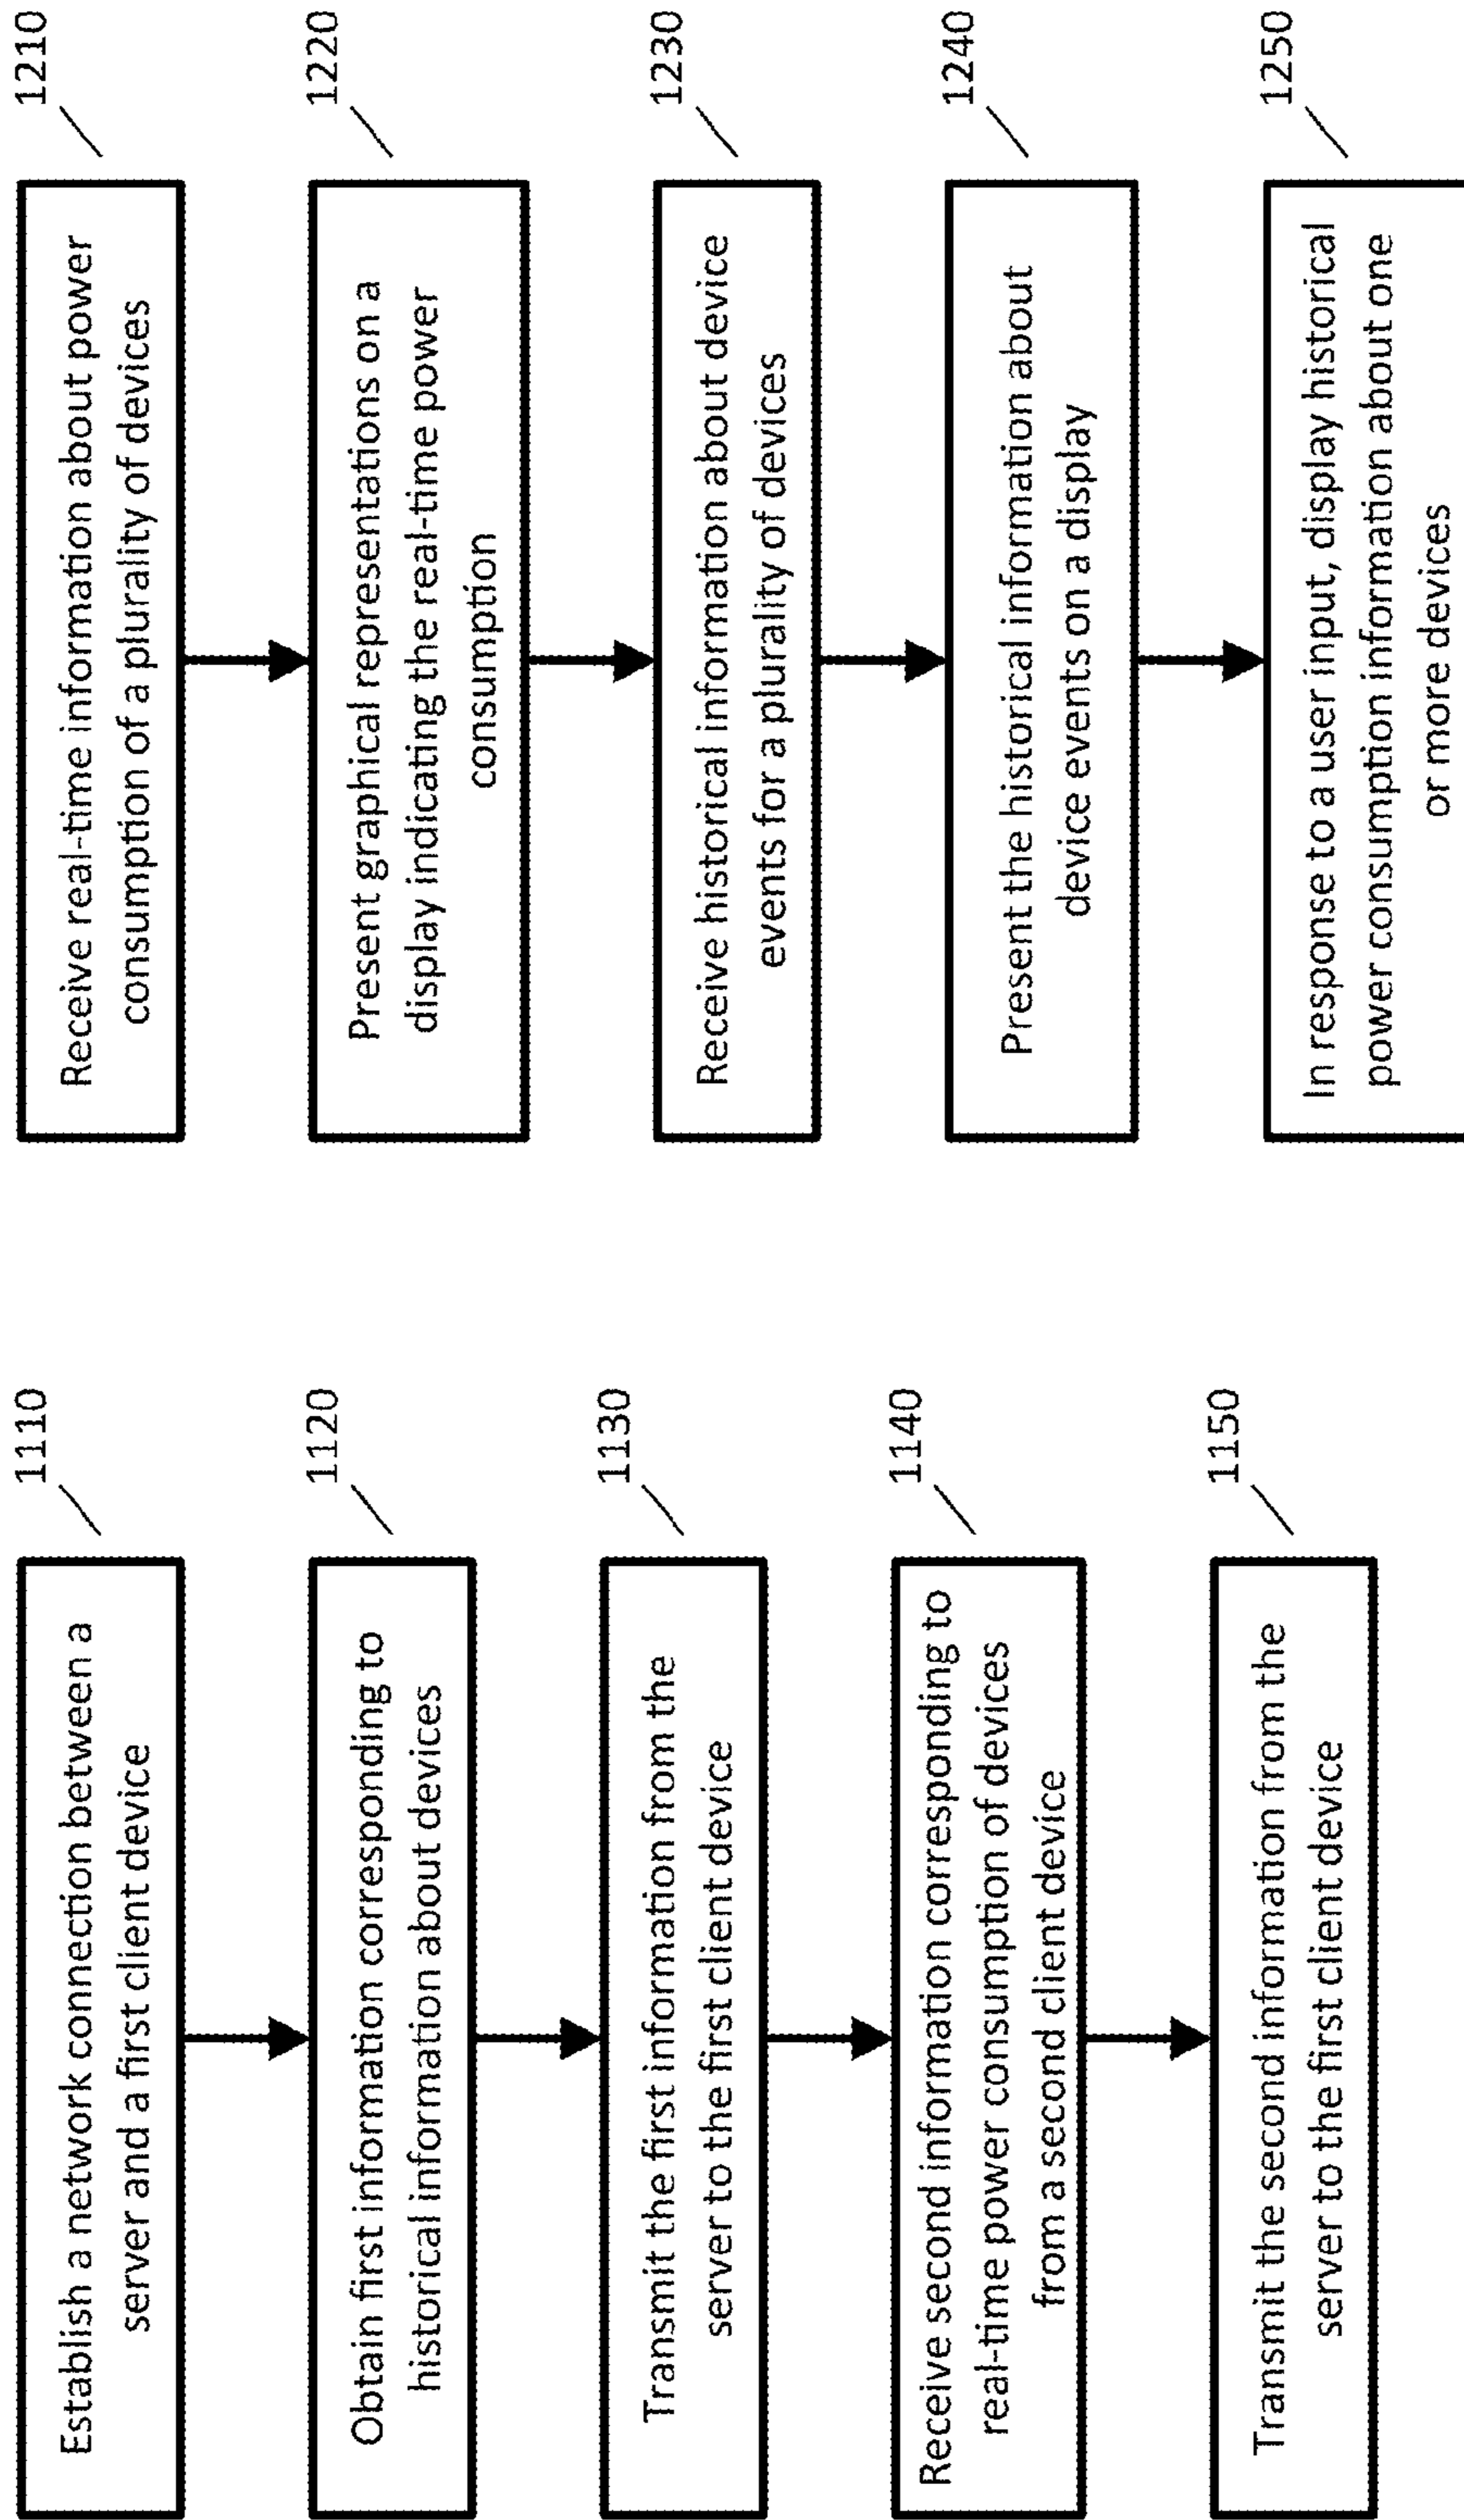 1110
Establish a network connection between a
server and a first client device
1120
Obtain first information corresponding to
historical information about devices
1130
Transmit the first information from the
server to the first client device
1140
Receive second information corresponding to
real-time power consumption of devices
from a second client device
1150
Transmit the second information from the
server to the first client device
1210
Receive real-time information about power
consumption of a plurality of devices
1220
Present graphical representations on a
display indicating the real-time power
consumption
1230
Receive historical information about device
events for a plurality of devices
1240
Present the historical information about
device events on a display
1250
In response to a user input, display historical
power consumption information about one
or more devices